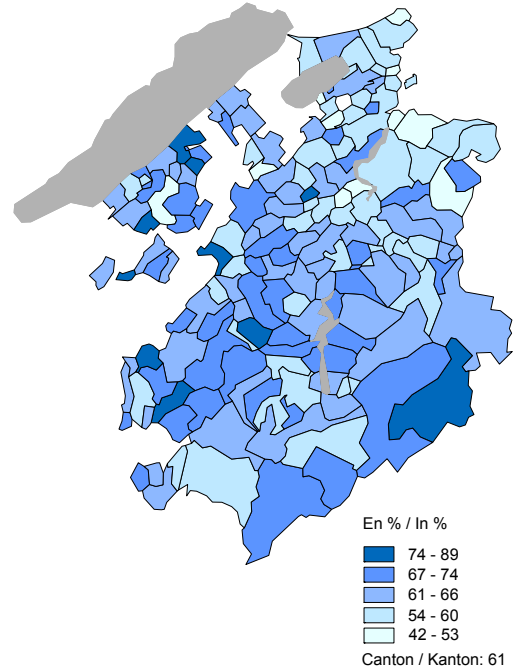 En % / In %
74 - 89
67 - 74
61 - 66
54 - 60
42 - 53
Canton / Kanton: 61